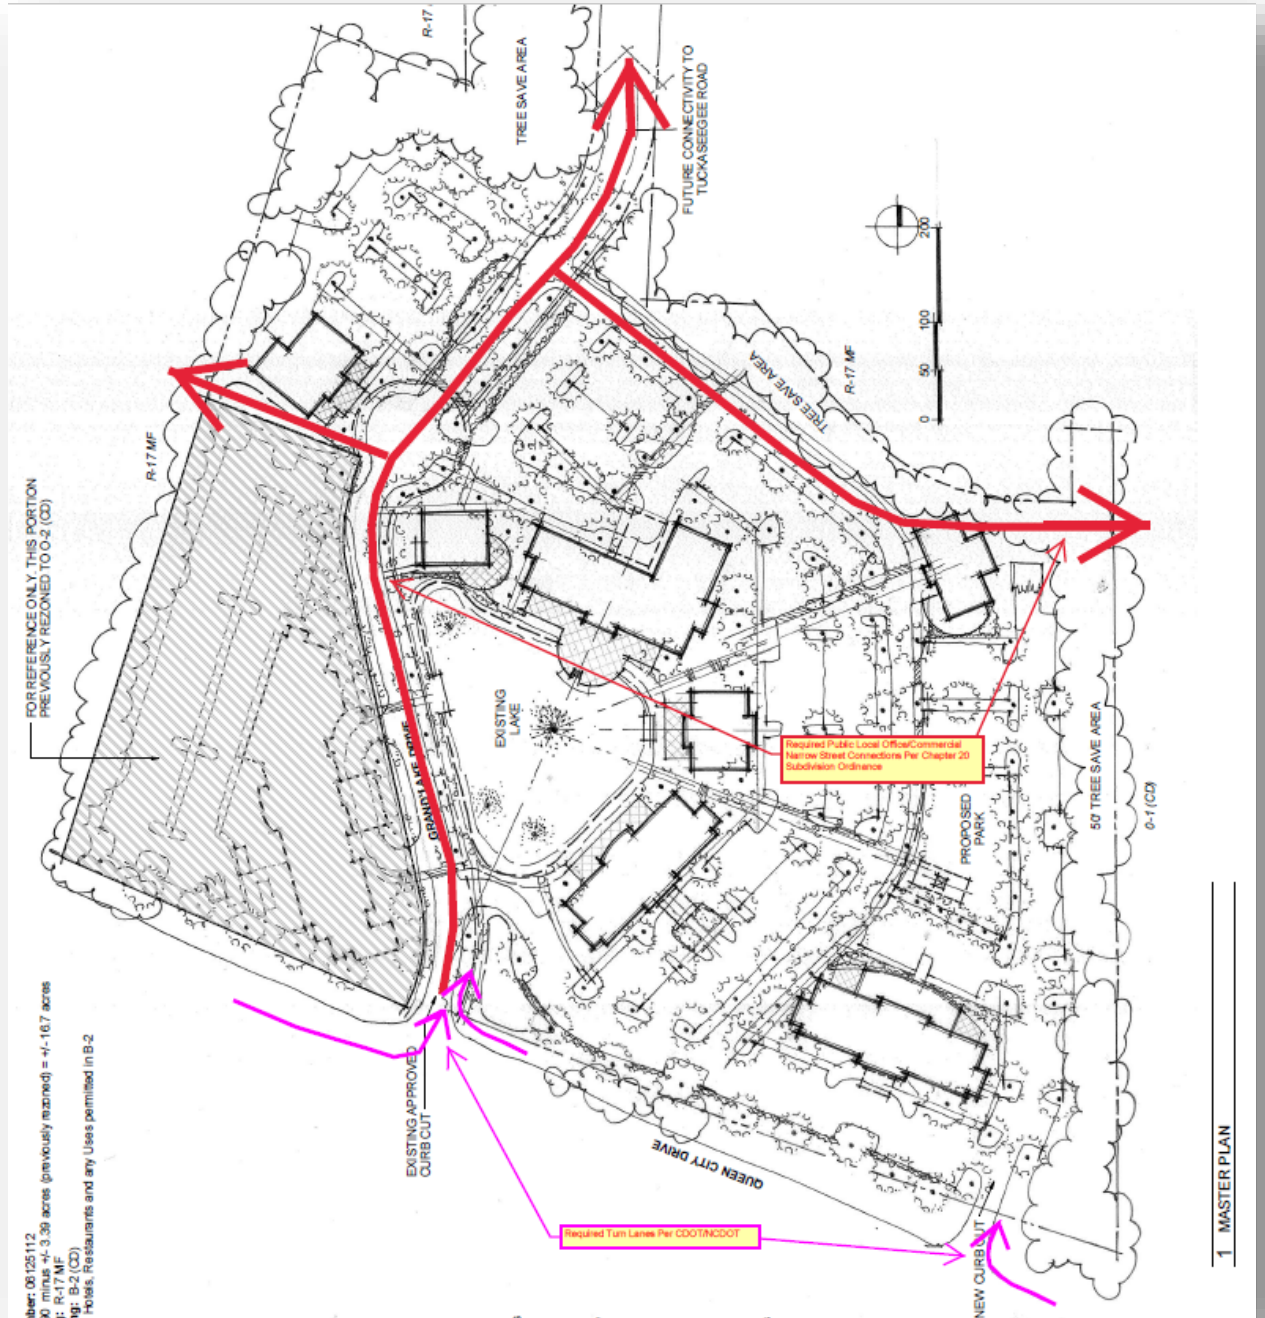 R-17
TREE SAVE AREA
FUTURE CONNECTIVITY TO
TUCKASEEGEE ROAD
200
100
50
0
R-17 MF
TREE SAVE AREA
R-17 MF
FOR REFERENCE ONLY. THIS PORTION
PREVIOUSLY REZONED TO O-2 (CD)
GRANDY LAKE DRIVE
EXISTING
LAKE
Required Public Local Office/Commercial
Narrow Street Connections Per Chapter 20
Subdivision Ordinance
PROPOSED
PARK
50' TREE SAVE AREA
0-1 (CD)
EXISTING APPROVED
CURB CUT
QUEEN CITY DRIVE
Required Turn Lanes Per CDOT/NCDOT
NEW CURB CUT
1 MASTER PLAN
ber: 06125112
minus +/- 3.39 acres (previously rezoned) = +/- 16.7 acres
: R-17 MF
ng: B-2 (CD)
Hotels, Restaurants and any Uses permitted in B-2